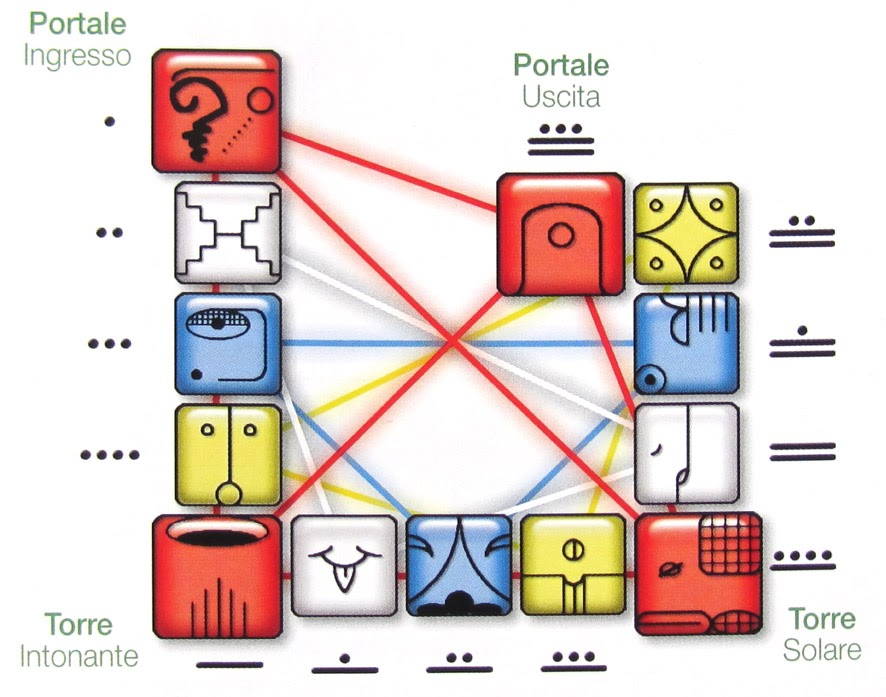 Portale
Ingresso
Portale
Uscita
Torre
Intonante
Torre
Solare